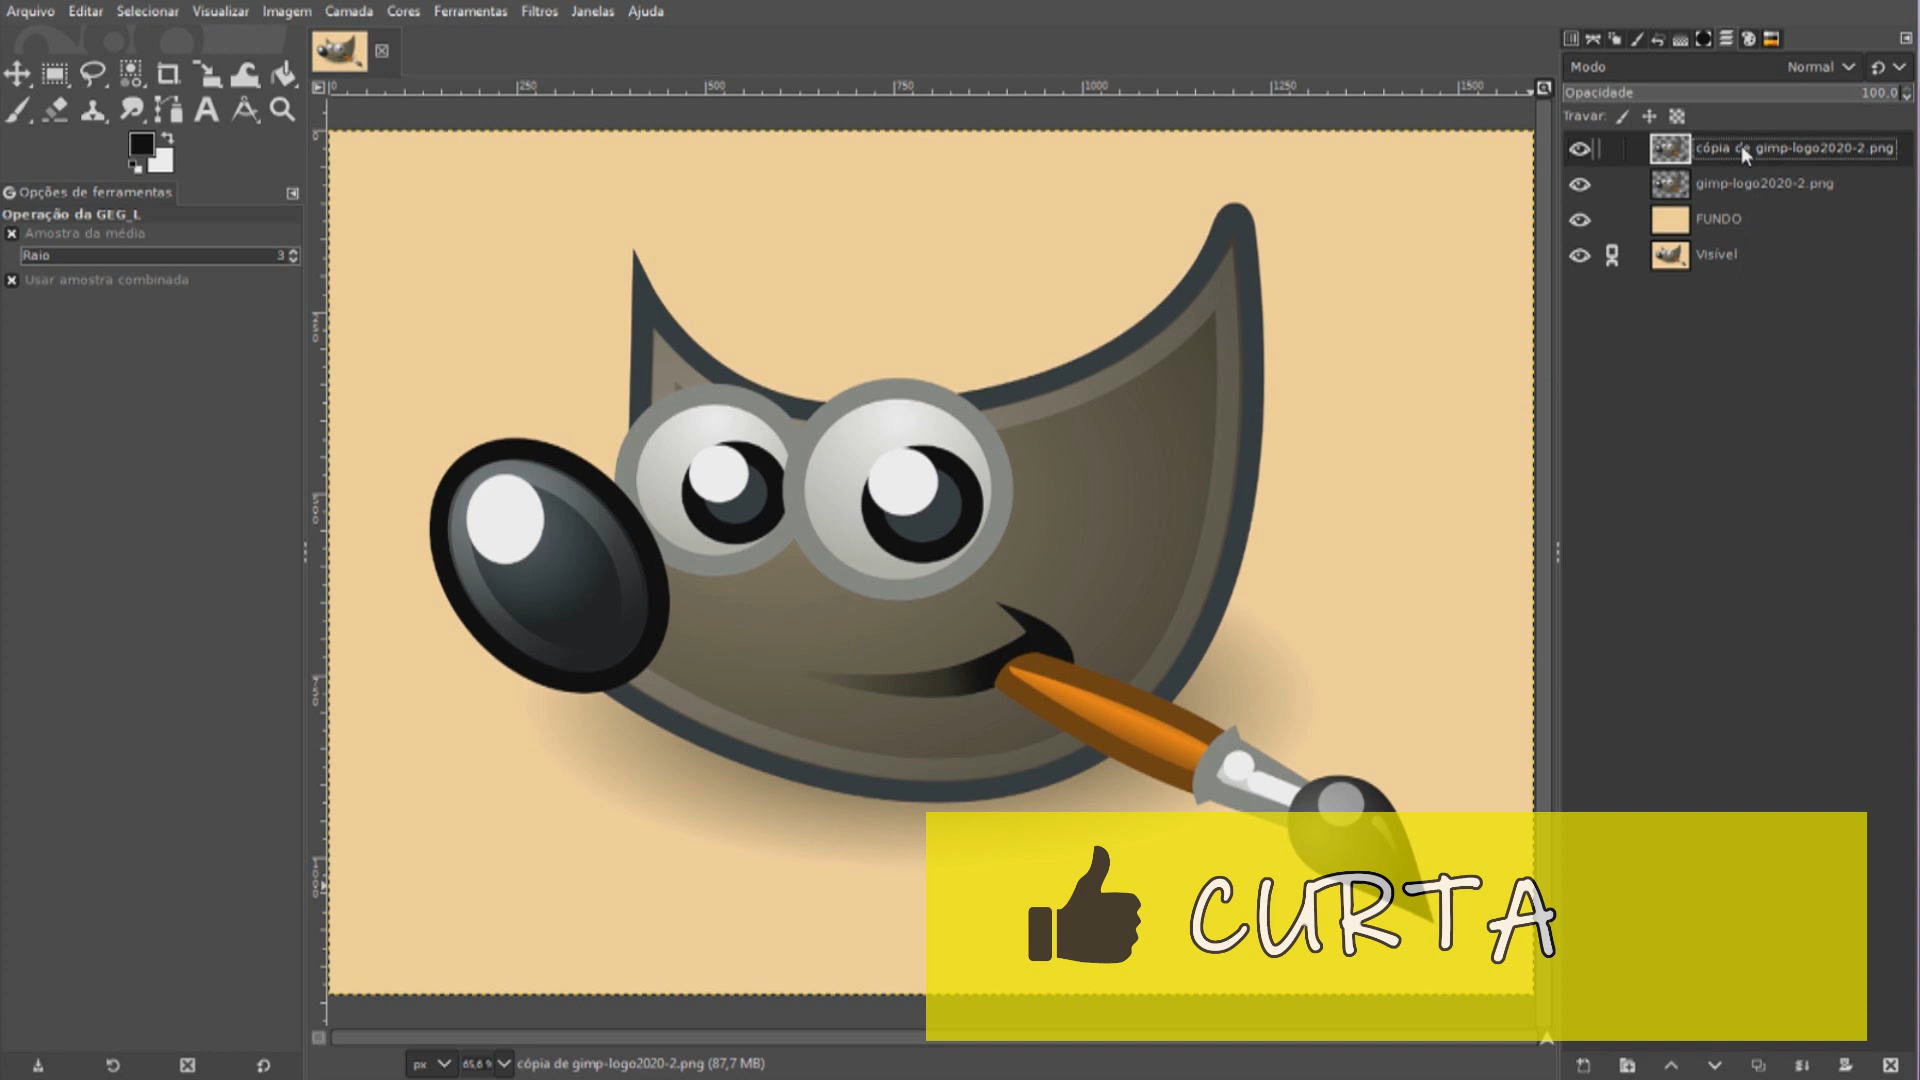 Arquivo Editar Selecionar Visualizar Imagem Camada Cores Ferramentas Filtros Janelas Ajuda
0 250 500 750 1000 1250 1500
Opções de ferramentas
Operação da GEG_L
Amostra da média
Raio 3
Usar amostra combinada
Modo Normal
Opacidade 100,0
Travar:
cópia de gimp-logo2020-2.png
gimp-logo2020-2.png
FUNDO
Visível
CURTA
px 65,6 % cópia de gimp-logo2020-2.png (87,7 MB)